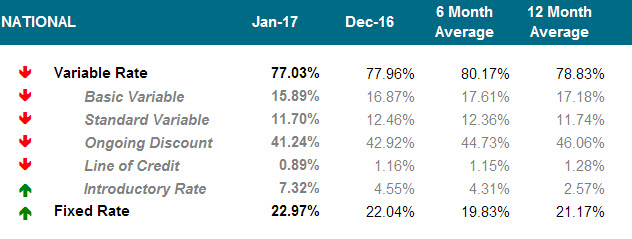 NATIONAL Jan-17 Dec-16 6 Month Average 12 Month Average
Variable Rate 77.03% 77.96% 80.17% 78.83%
Basic Variable 15.89% 16.87% 17.61% 17.18%
Standard Variable 11.70% 12.46% 12.36% 11.74%
Ongoing Discount 41.24% 42.92% 44.73% 46.06%
Line of Credit 0.89% 1.16% 1.15% 1.28%
Introductory Rate 7.32% 4.55% 4.31% 2.57%
Fixed Rate 22.97% 22.04% 19.83% 21.17%